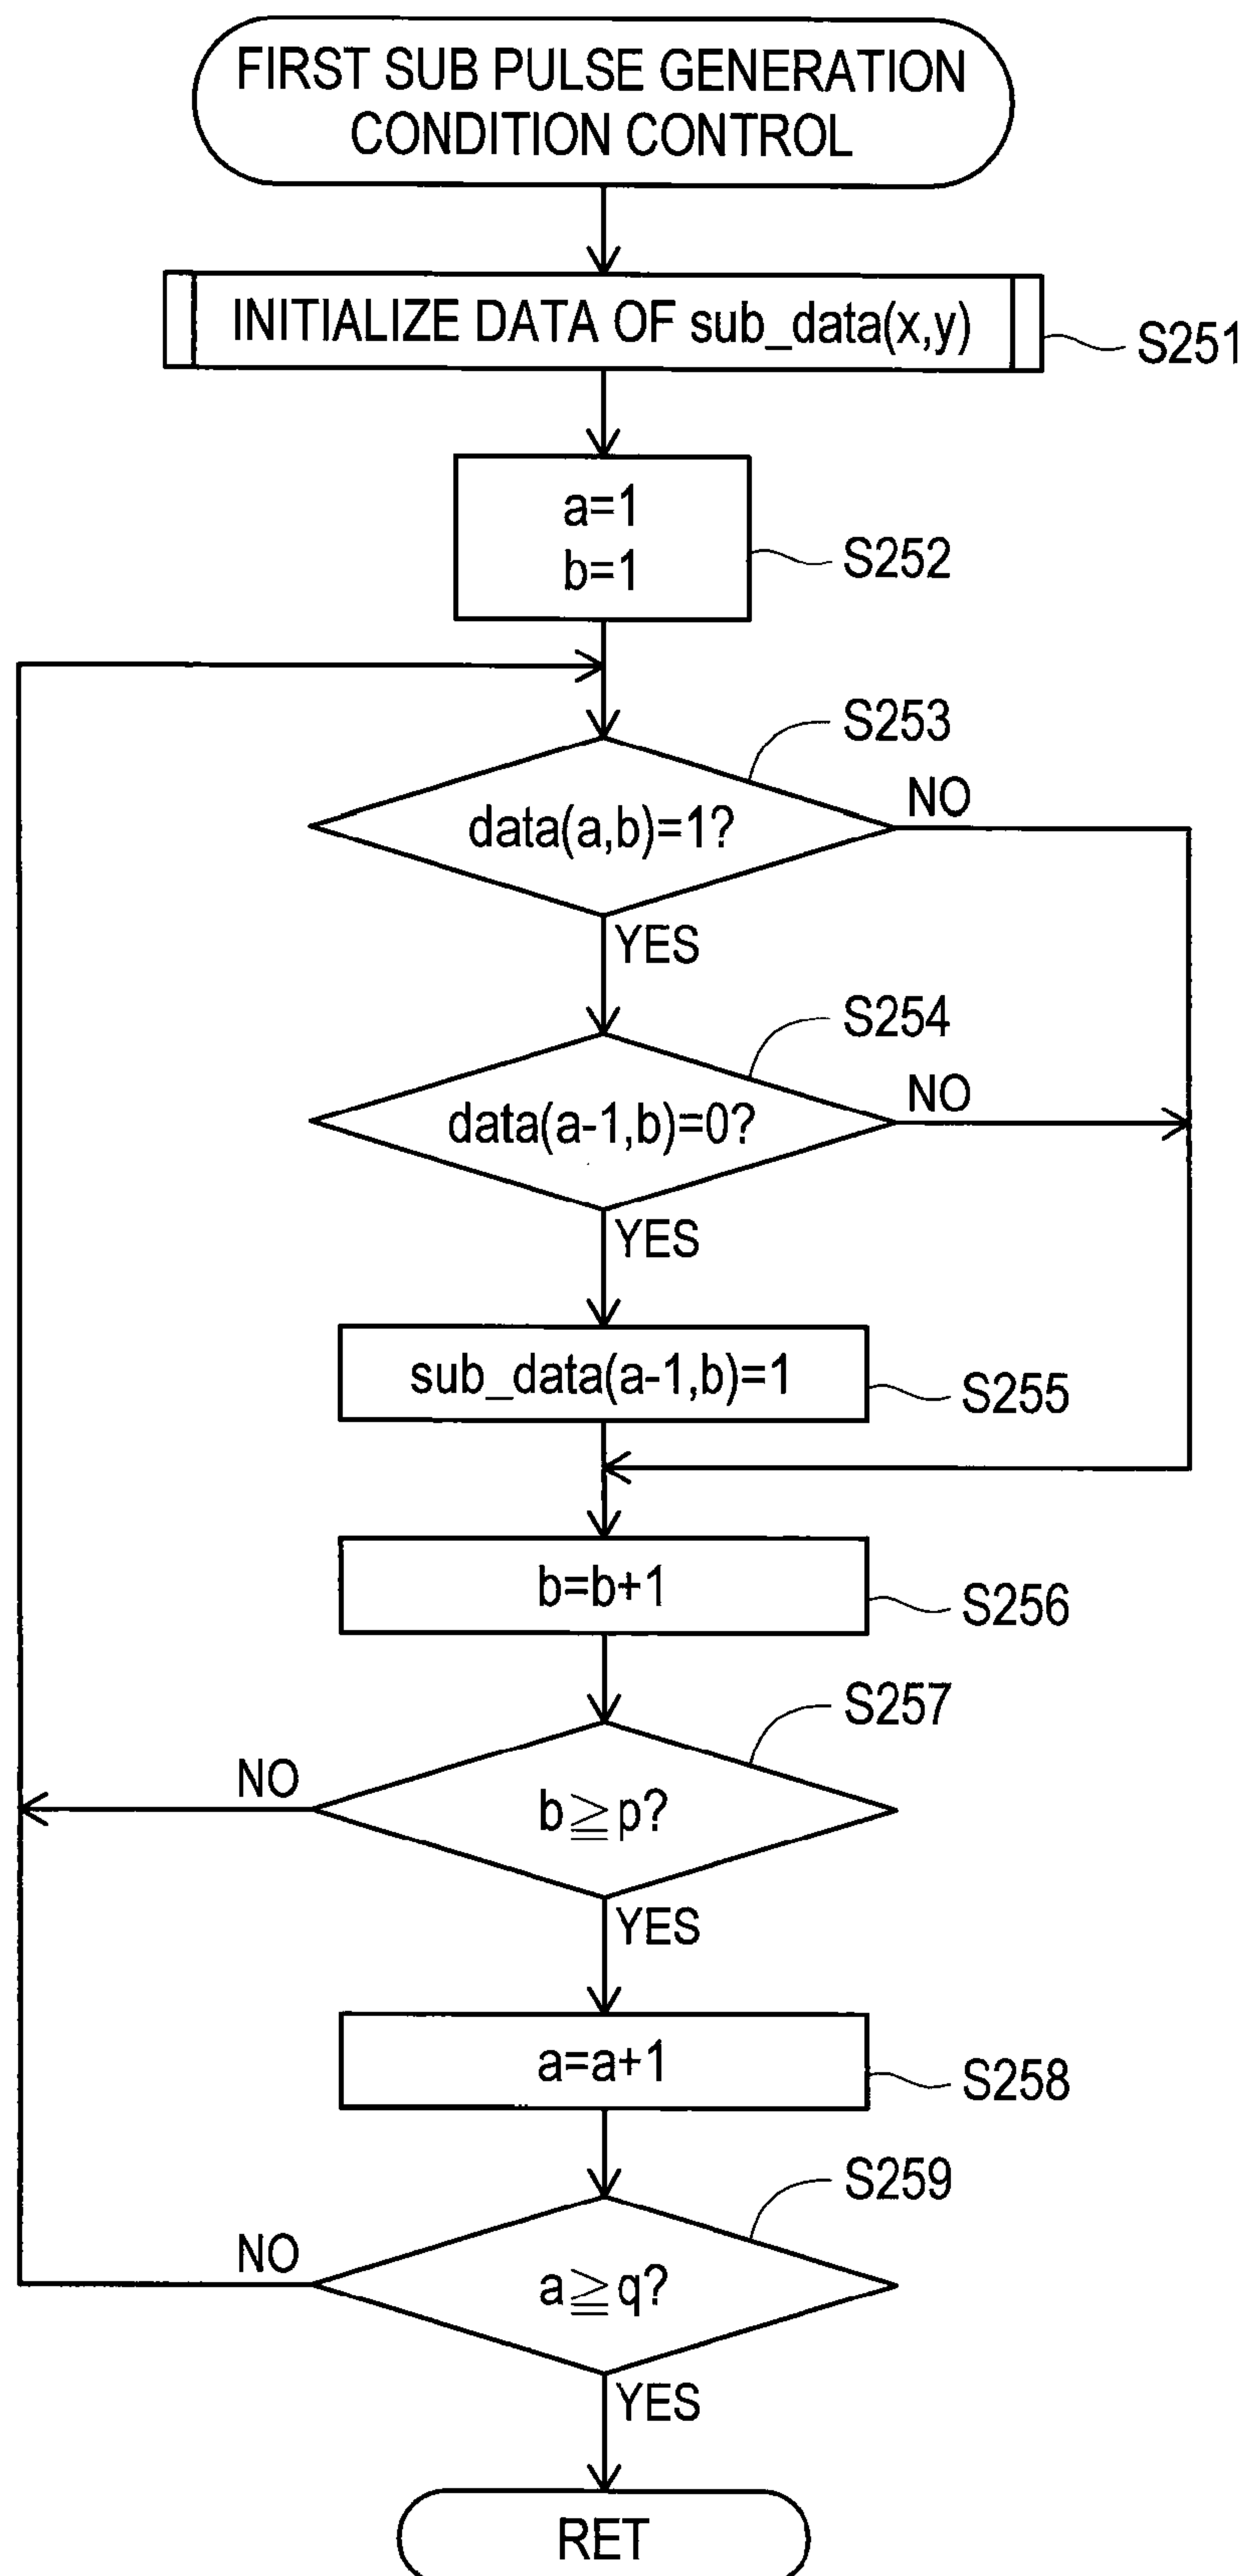 FIRST SUB PULSE GENERATION
CONDITION CONTROL
INITIALIZE DATA OF sub_data(x,y)
S251
a=1
b=1
S252
S253
data(a,b)=1?
NO
YES
S254
data(a-1,b)=0?
NO
YES
sub_data(a-1,b)=1
S255
b=b+1
S256
S257
b≧p?
NO
YES
a=a+1
S258
S259
a≧q?
NO
YES
RET